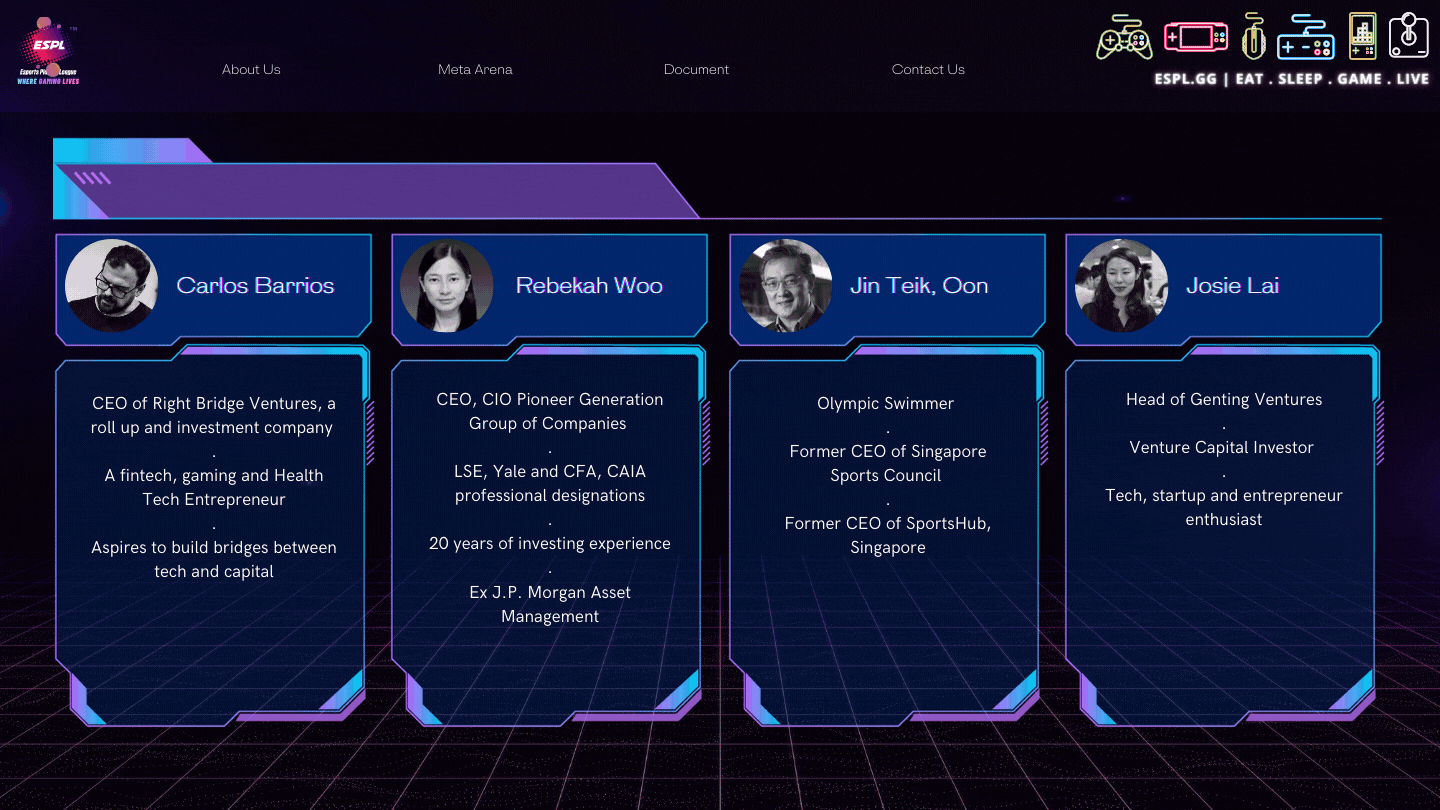 ESPL
TM
Esports Pl League
WHERE GAMING LIVES
About Us
Meta Arena
Document
Contact Us
ESPL.GG | EAT . SLEEP . GAME . LIVE
Carlos Barrios
CEO of Right Bridge Ventures, a
roll up and investment company
.
A fintech, gaming and Health
Tech Entrepreneur
.
Aspires to build bridges between
tech and capital
Rebekah Woo
CEO, CIO Pioneer Generation
Group of Companies
.
LSE, Yale and CFA, CAIA
professional designations
.
20 years of investing experience
.
Ex J.P. Morgan Asset
Management
Jin Teik, Oon
Olympic Swimmer
.
Former CEO of Singapore
Sports Council
.
Former CEO of SportsHub,
Singapore
Josie Lai
Head of Genting Ventures
.
Venture Capital Investor
.
Tech, startup and entrepreneur
enthusiast